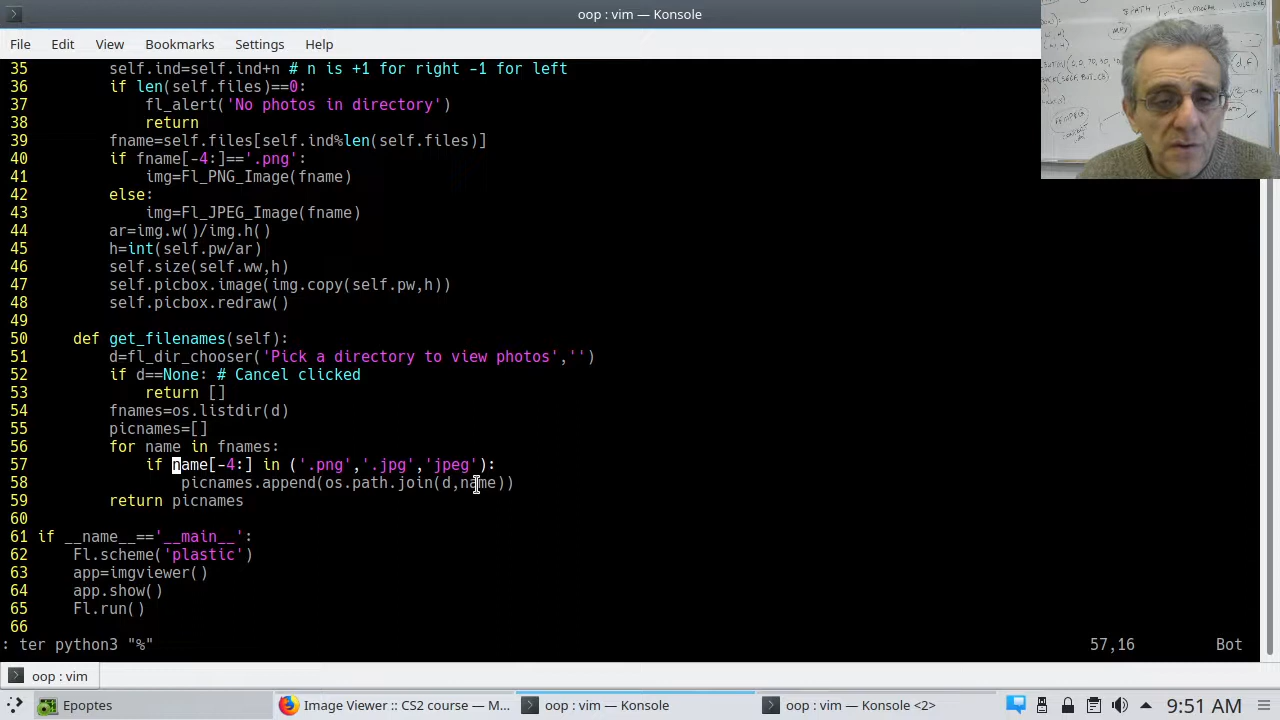 oop : vim — Konsole
File Edit View Bookmarks Settings Help
35 self.ind=self.ind+n # n is +1 for right -1 for left
36 if len(self.files)==0:
37 fl_alert('No photos in directory')
38 return
39 fname=self.files[self.ind%len(self.files)]
40 if fname[-4:]=='.png':
41 img=Fl_PNG_Image(fname)
42 else:
43 img=Fl_JPEG_Image(fname)
44 ar=img.w()/img.h()
45 h=int(self.pw/ar)
46 self.size(self.ww,h)
47 self.picbox.image(img.copy(self.pw,h))
48 self.picbox.redraw()
49
50 def get_filenames(self):
51 d=fl_dir_chooser('Pick a directory to view photos','')
52 if d==None: # Cancel clicked
53 return []
54 fnames=os.listdir(d)
55 picnames=[]
56 for name in fnames:
57 if name[-4:] in ('.png','.jpg','jpeg'):
58 picnames.append(os.path.join(d,name))
59 return picnames
60
61 if __name__=='__main__':
62 Fl.scheme('plastic')
63 app=imgviewer()
64 app.show()
65 Fl.run()
66
: ter python3 "%" 57,16 Bot
oop : vim
Epoptes Image Viewer :: CS2 course — M... oop : vim — Konsole oop : vim — Konsole <2> 9:51 AM